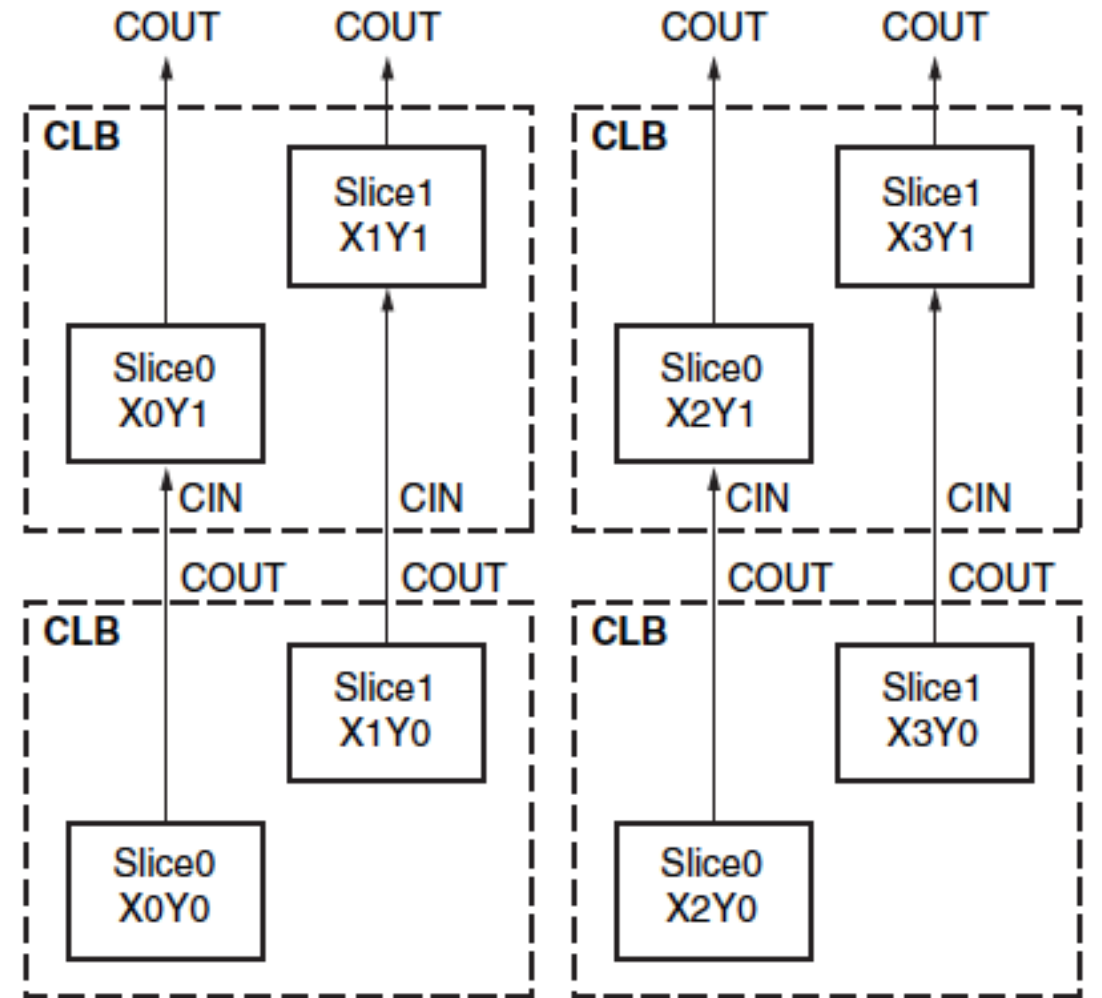 COUT COUT COUT COUT
CLB CLB
Slice1 Slice1
X1Y1 X3Y1
Slice0 Slice0
X0Y1 X2Y1
CIN CIN CIN CIN
COUT COUT COUT COUT
CLB CLB
Slice1 Slice1
X1Y0 X3Y0
Slice0 Slice0
X0Y0 X2Y0